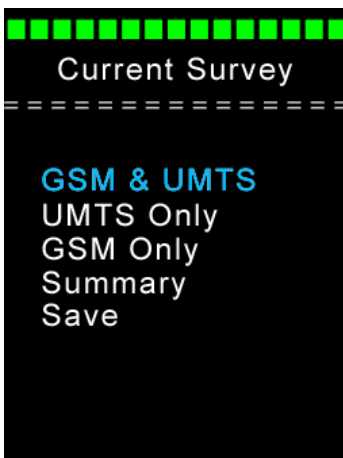 Current Survey
===================
GSM & UMTS
UMTS Only
GSM Only
Summary
Save